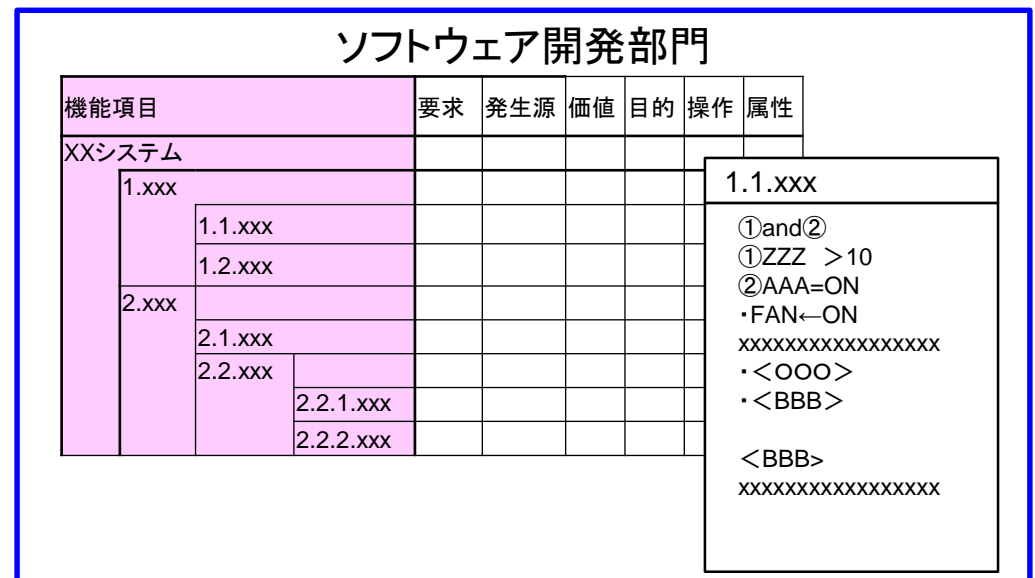 ソフトウェア開発部門
機能項目 要求 発生源 価値 目的 操作 属性
XXシステム
1.xxx
1.1.xxx
1.2.xxx
2.xxx
2.1.xxx
2.2.xxx
2.2.1.xxx
2.2.2.xxx
1.1.xxx
①and②
①ZZZ ＞10
②AAA=ON
・FAN←ON
xxxxxxxxxxxxxxxxx
・＜OOO＞
・＜BBB＞
＜BBB>
xxxxxxxxxxxxxxxxx